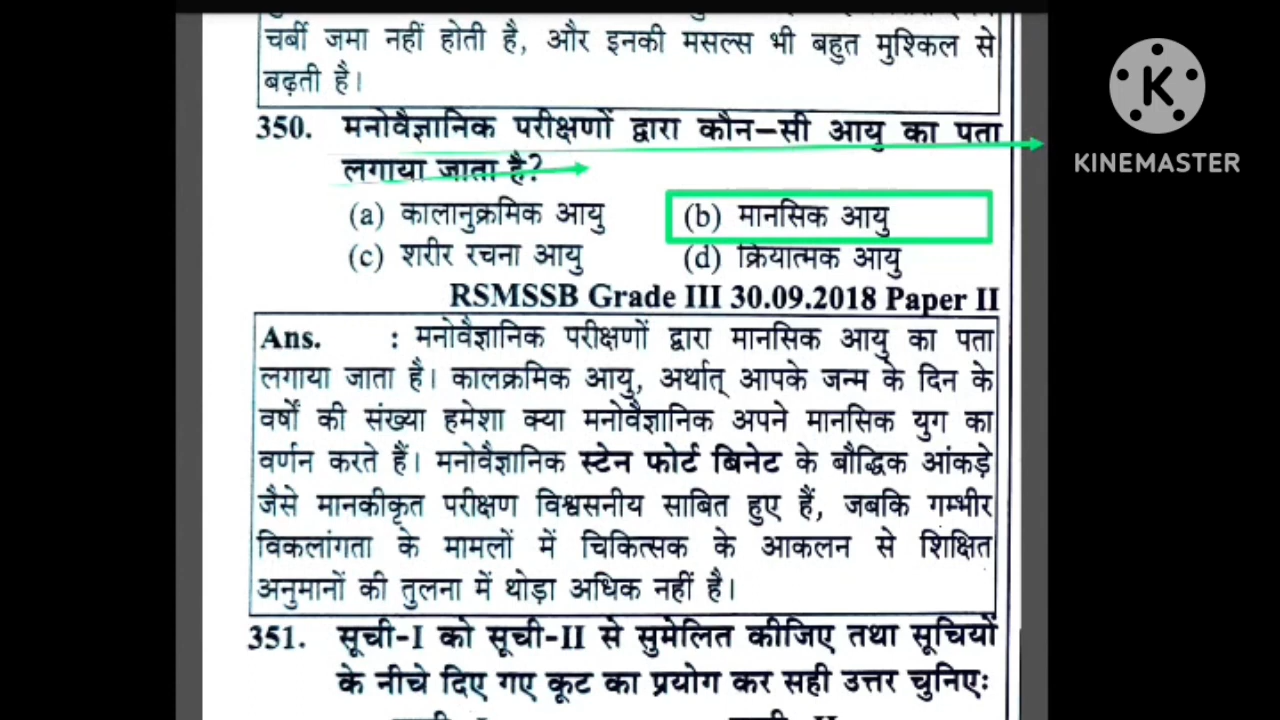 चर्बी जमा नहीं होती है, और इनकी मसल्स भी बहुत मुश्किल से
बढ़ती है।
350. मनोवैज्ञानिक परीक्षणों द्वारा कौन–सी आयु का पता
लगाया जाता है?
(a) कालानुक्रमिक आयु (b) मानसिक आयु
(c) शरीर रचना आयु (d) क्रियात्मक आयु
RSMSSB Grade III 30.09.2018 Paper II
Ans. : मनोवैज्ञानिक परीक्षणों द्वारा मानसिक आयु का पता
लगाया जाता है। कालक्रमिक आयु, अर्थात् आपके जन्म के दिन के
वर्षों की संख्या हमेशा क्या मनोवैज्ञानिक अपने मानसिक युग का
वर्णन करते हैं। मनोवैज्ञानिक स्टेन फोर्ट बिनेट के बौद्धिक आंकड़े
जैसे मानकीकृत परीक्षण विश्वसनीय साबित हुए हैं, जबकि गम्भीर
विकलांगता के मामलों में चिकित्सक के आकलन से शिक्षित
अनुमानों की तुलना में थोड़ा अधिक नहीं है।
351. सूची-I को सूची-II से सुमेलित कीजिए तथा सूचियों
के नीचे दिए गए कूट का प्रयोग कर सही उत्तर चुनिएः
K
KINEMASTER